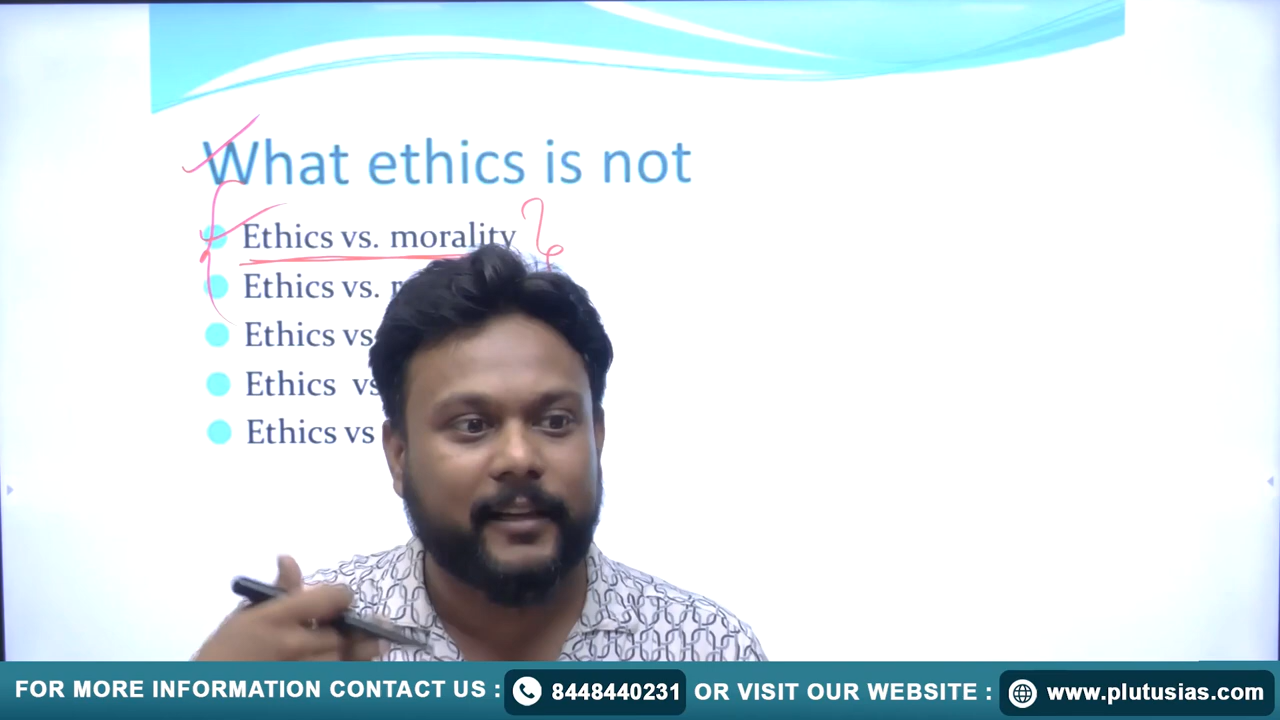 What ethics is not
Ethics vs. morality
Ethics vs.
Ethics vs
Ethics vs
Ethics vs
FOR MORE INFORMATION CONTACT US : 8448440231 OR VISIT OUR WEBSITE : www.plutusias.com